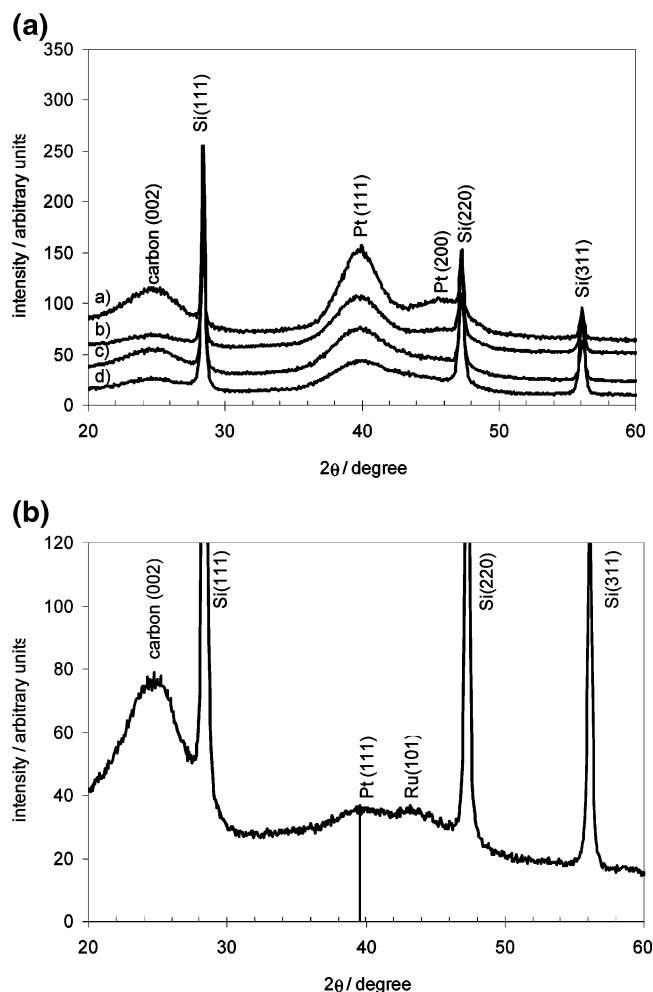 (a)
350
300
250
200
150
100
50
0
intensity / arbitrary units
carbon (002)
Si(111)
Pt (111)
Pt (200)
Si(220)
Si(311)
a)
b)
c)
d)
20 30 40 50 60
2θ / degree
(b)
120
100
80
60
40
20
0
intensity / arbitrary units
carbon (002)
Si(111)
Pt (111)
Ru(101)
Si(220)
Si(311)
20 30 40 50 60
2θ / degree